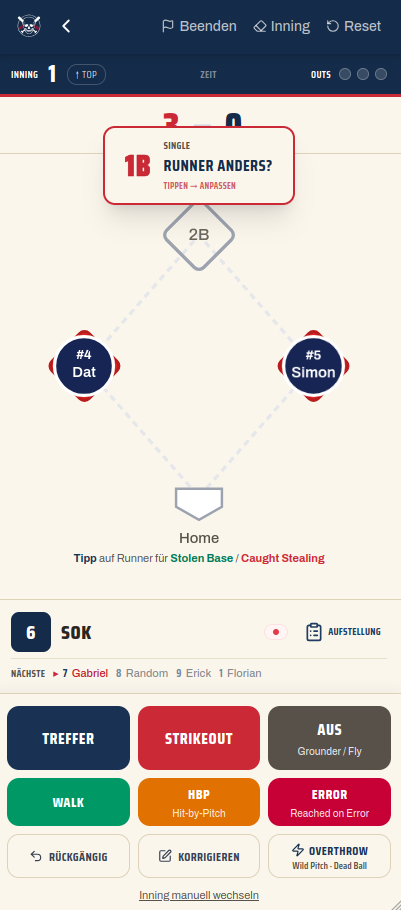 Beenden Inning Reset
INNING 1 ↑ TOP ZEIT OUTS
SINGLE
1B RUNNER ANDERS?
TIPPEN → ANPASSEN
2B
#4
Dat
#5
Simon
Home
Tipp auf Runner für Stolen Base / Caught Stealing
6 SOK AUFSTELLUNG
NÄCHSTE ▸ 7 Gabriel 8 Random 9 Erick 1 Florian
TREFFER STRIKEOUT AUS
Grounder / Fly
WALK HBP ERROR
Hit-by-Pitch Reached on Error
RÜCKGÄNGIG KORRIGIEREN OVERTHROW
Wild Pitch · Dead Ball
Inning manuell wechseln